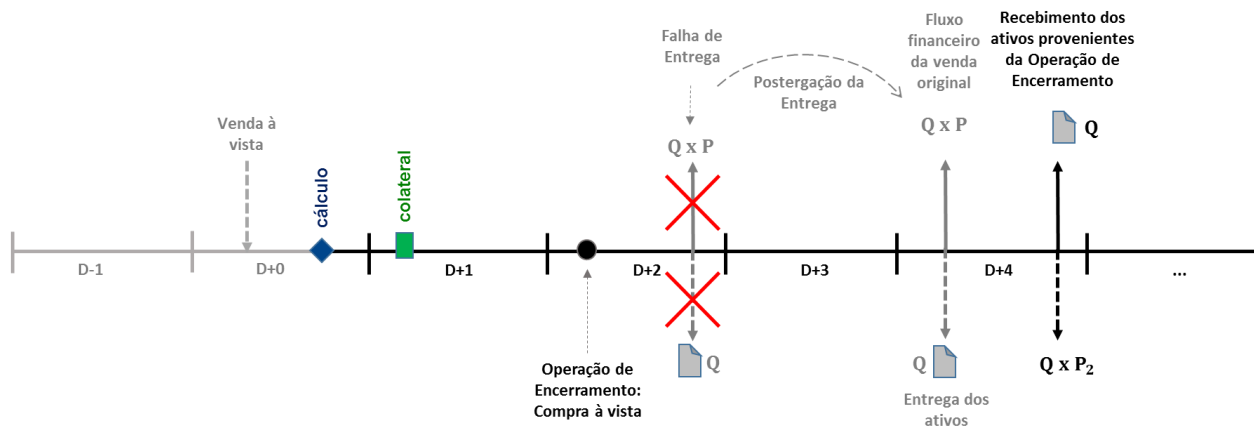 Falha de
Entrega
Fluxo
financeiro
da venda
original
Recebimento dos
ativos provenientes
da Operação de
Encerramento
Postergação da
Entrega
Venda à
vista
Q x P
Q x P
Q
cálculo
colateral
D-1
D+0
D+1
D+2
D+3
D+4
...
Operação de
Encerramento:
Compra à vista
Q
Q
Q x P₂
Entrega dos
ativos